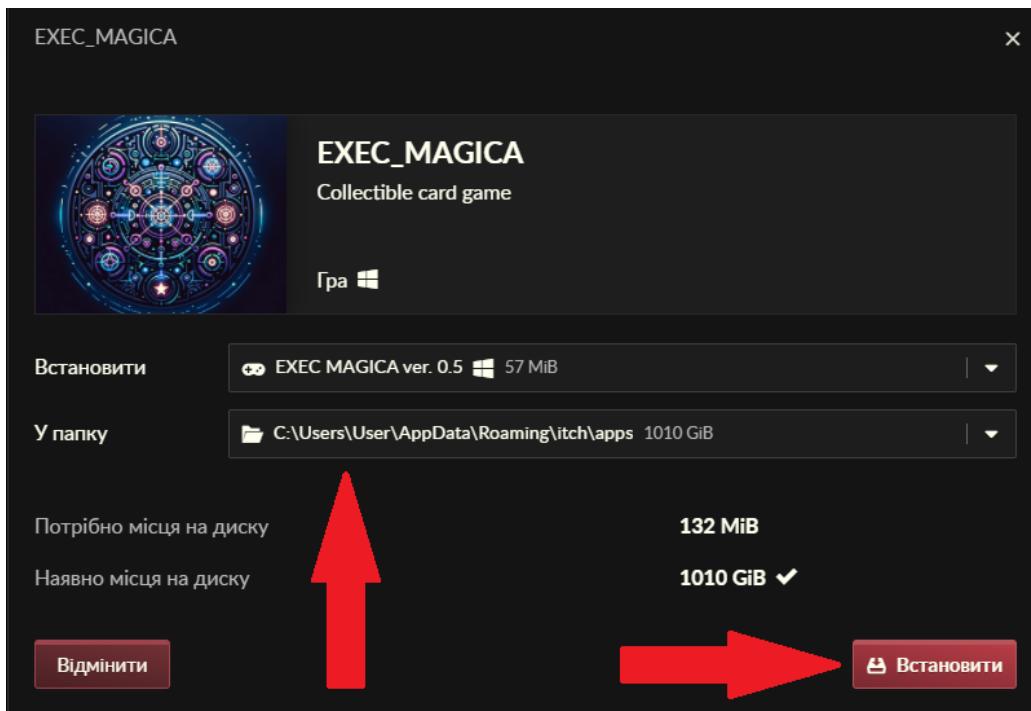 EXEC_MAGICA
EXEC_MAGICA
Collectible card game
Гра
Встановити EXEC MAGICA ver. 0.5 57 MiB
У папку C:\Users\User\AppData\Roaming\itch\apps 1010 GiB
Потрібно місця на диску 132 MiB
Наявно місця на диску 1010 GiB
Відмінити Встановити